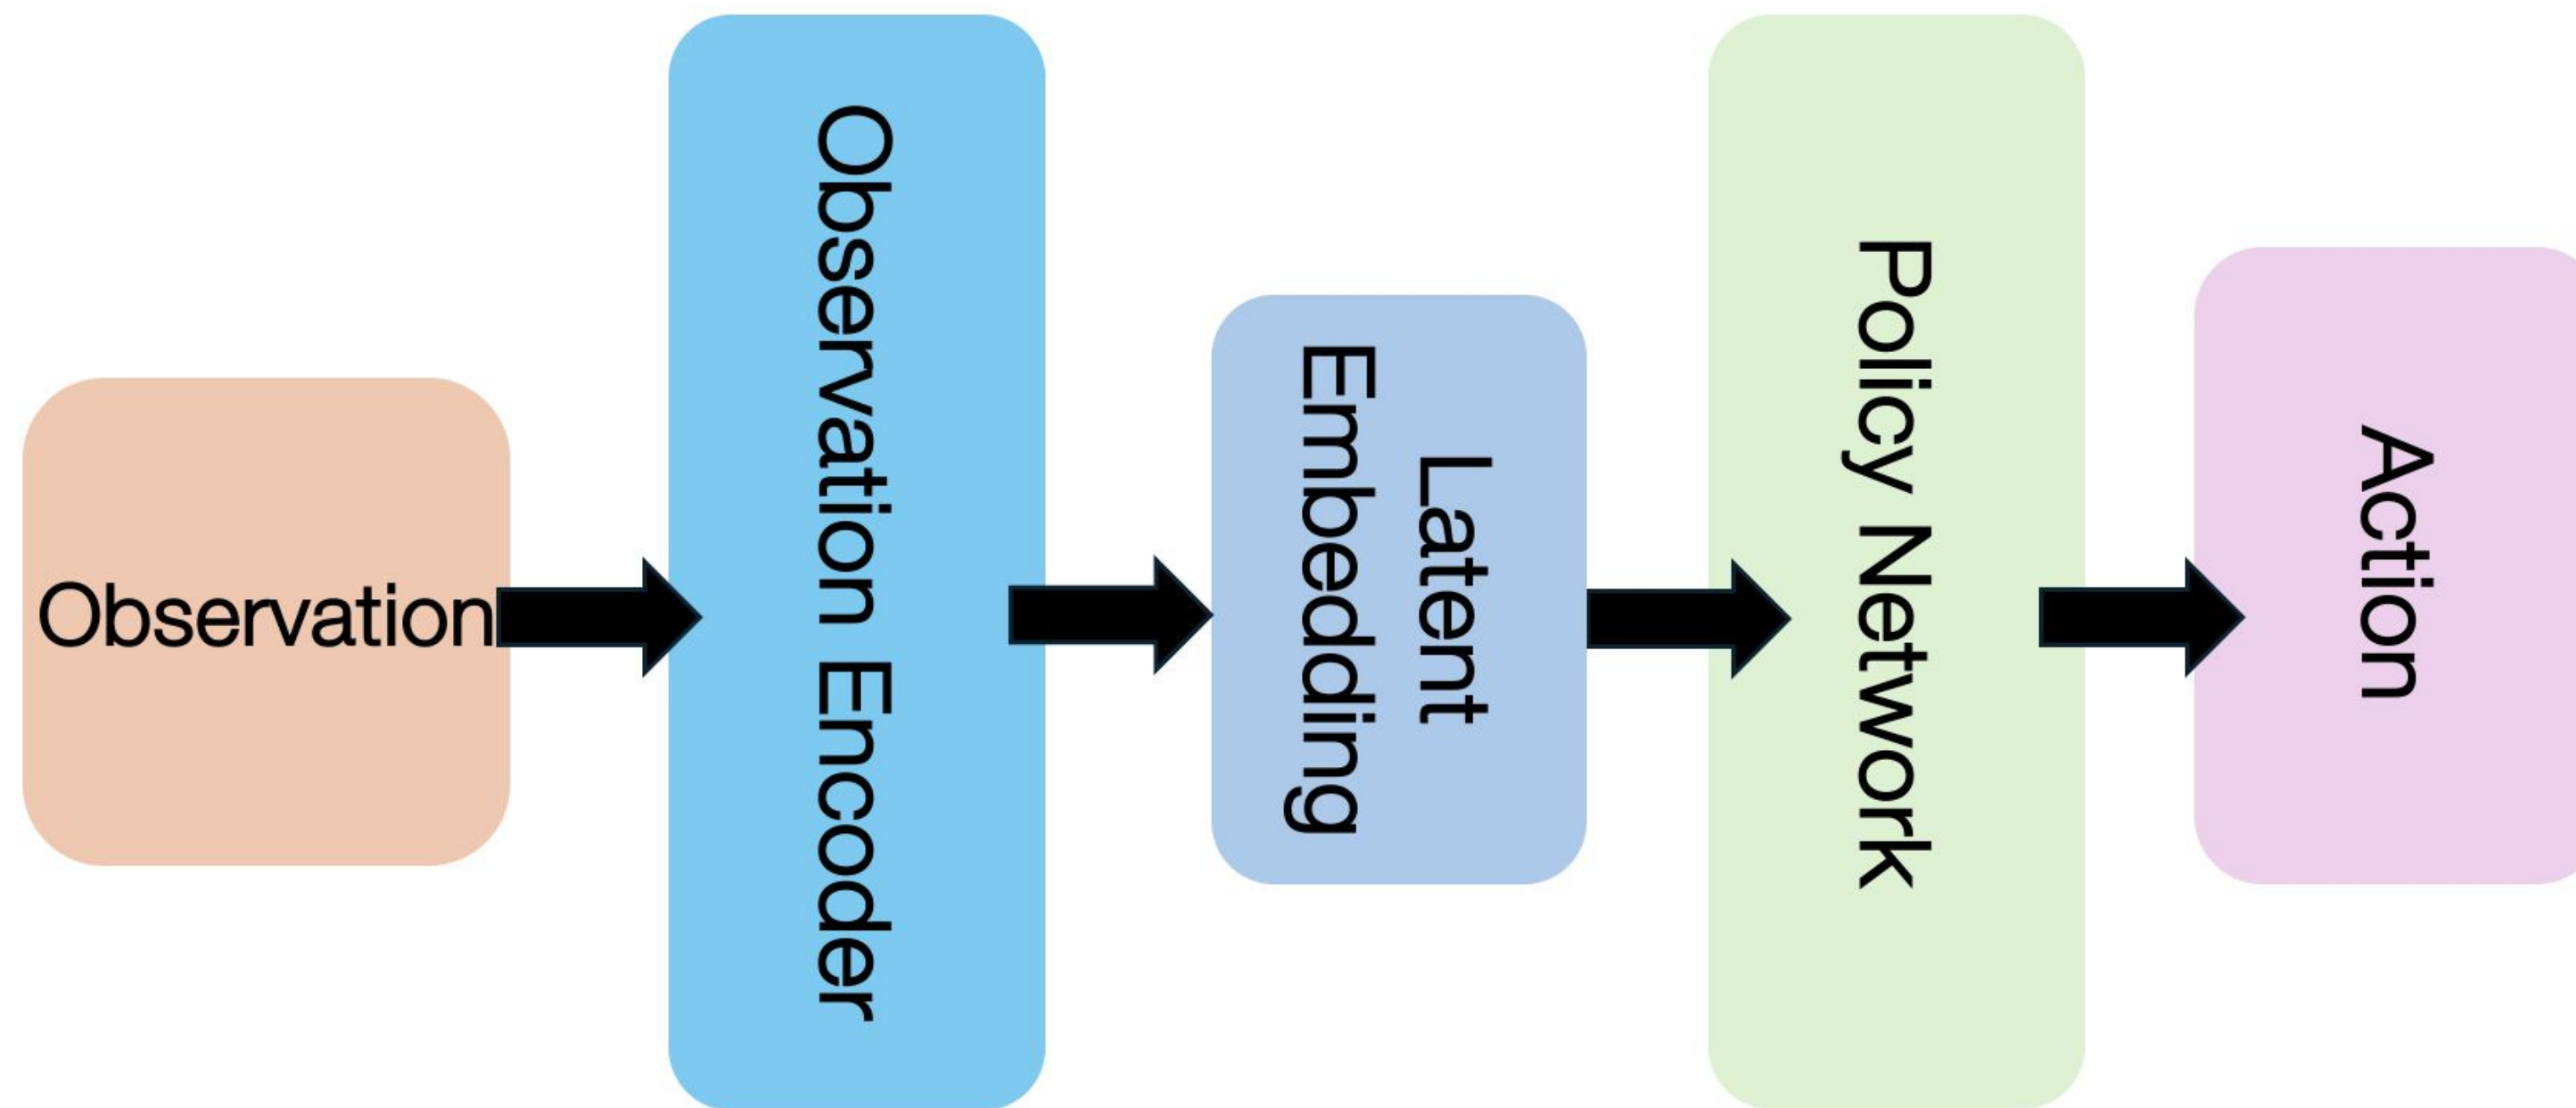 Observation
Observation Encoder
Latent
Embedding
Policy Network
Action